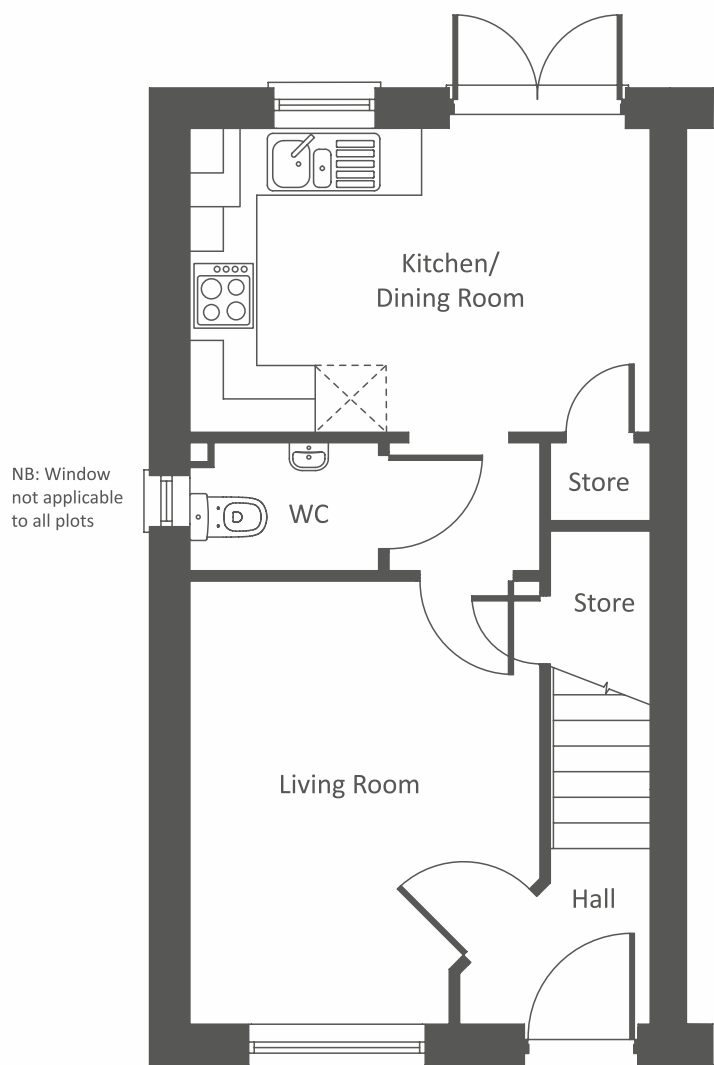 Kitchen/
Dining Room
NB: Window
not applicable
to all plots
WC
Store
Store
Living Room
Hall